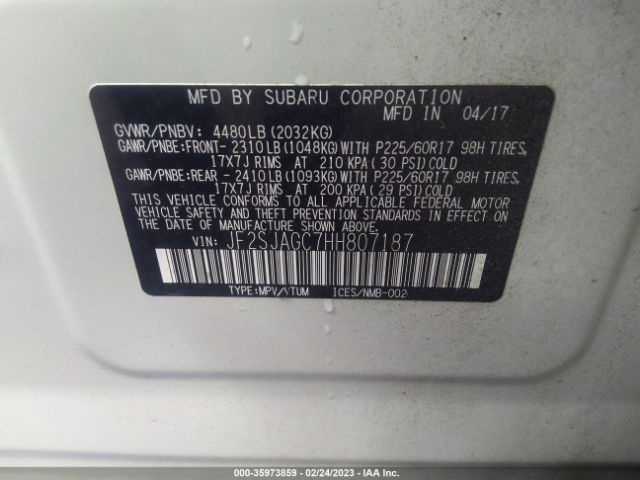 MFD BY SUBARU CORPORATION
MFD IN 04/17
GVWR/PNBV: 4480LB(2032KG)
GAWR/PNBE:FRONT-2310LB(1048KG)WITH P225/60R17 98H TIRES,
17X7J RIMS AT 210 KPA(30 PSI)COLD
GAWR/PNBE:REAR -2410LB(1093KG)WITH P225/60R17 98H TIRES,
17X7J RIMS AT 200 KPA(29 PSI)COLD
THIS VEHICLE CONFORMS TO ALL APPLICABLE FEDERAL MOTOR
VEHICLE SAFETY AND THEFT PREVENTION STANDARDS IN EFFECT
ON THE DATE OF MANUFACTURE SHOWN ABOVE.
VIN: JF2SJAGC7HH807187
TYPE:MPV/VTUM ICES/NMB-002
000-35973859 - 02/24/2023 - IAA Inc.